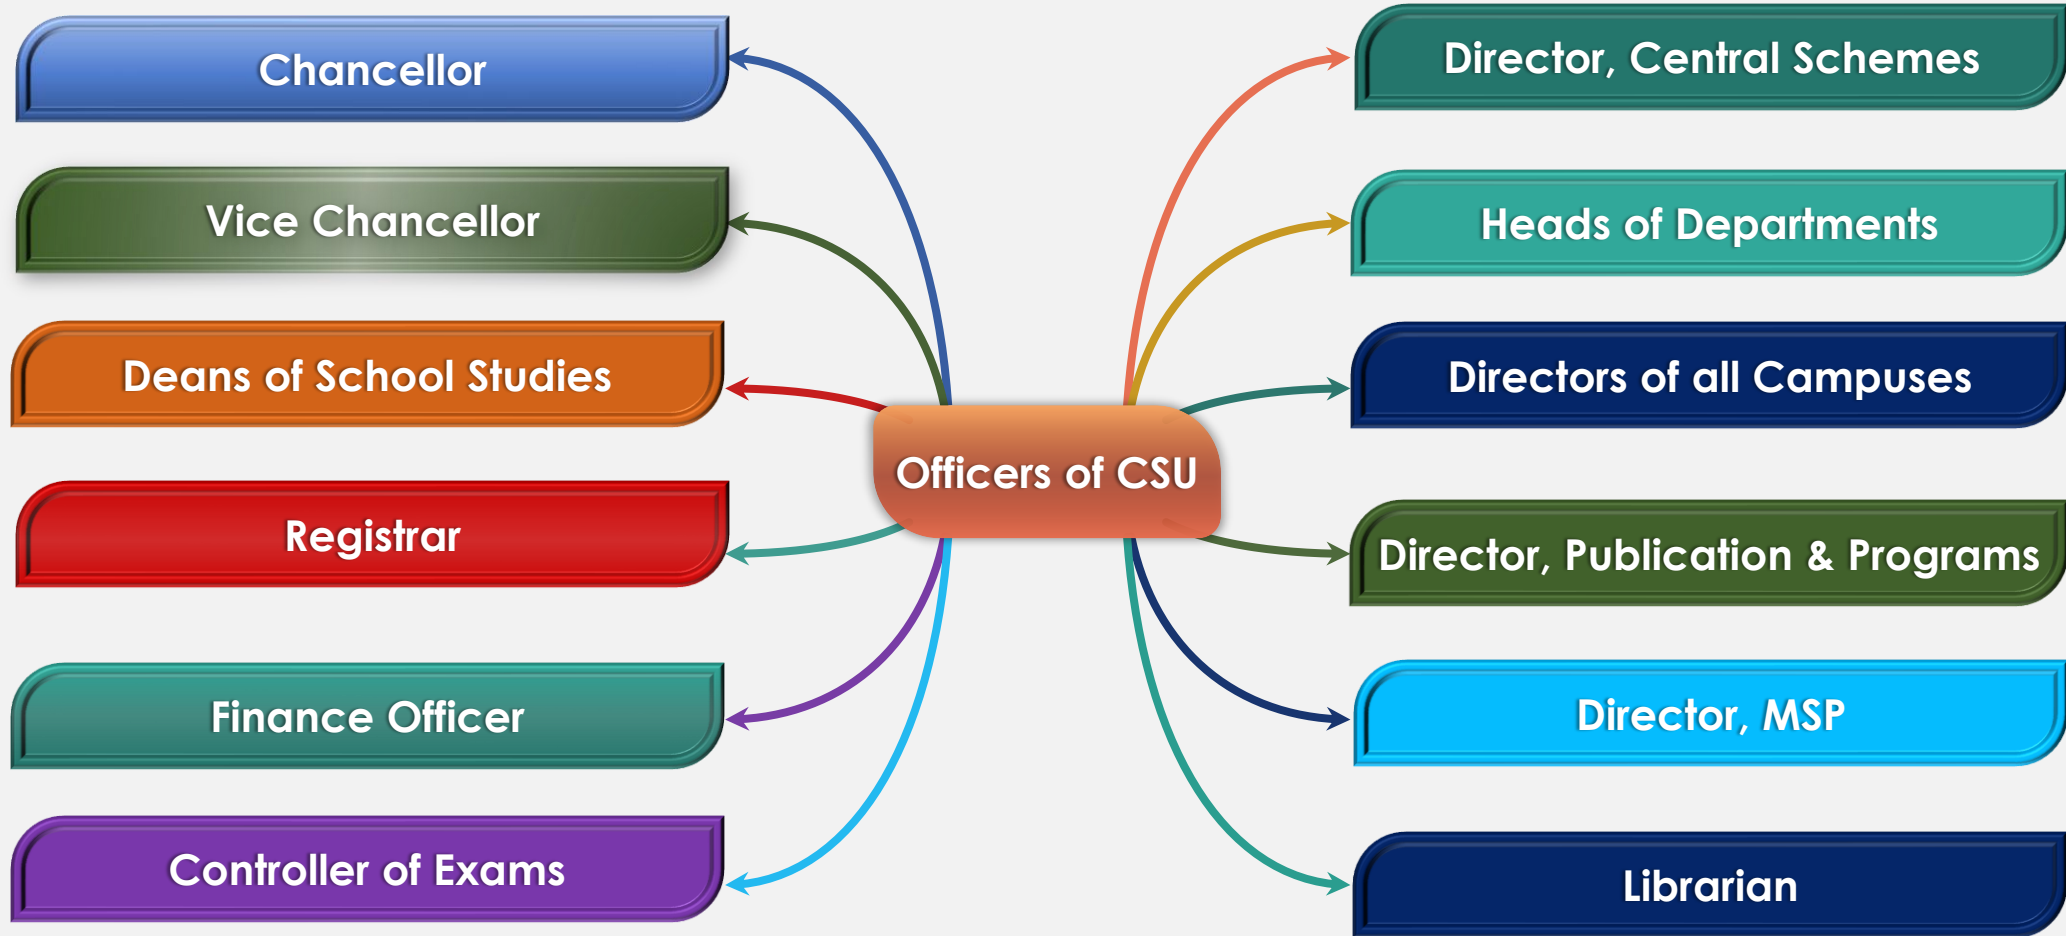 Chancellor
Vice Chancellor
Deans of School Studies
Registrar
Finance Officer
Controller of Exams
Officers of CSU
Director, Central Schemes
Heads of Departments
Directors of all Campuses
Director, Publication & Programs
Director, MSP
Librarian